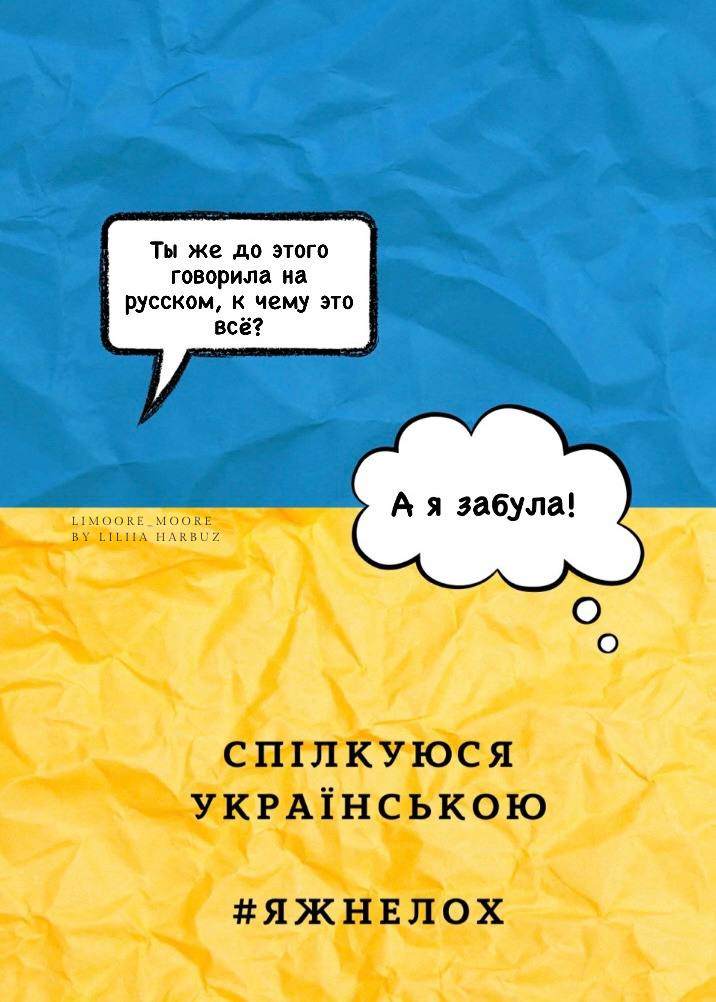 Ты же до этого
говорила на
русском, к чему это
всё?
А я забула!
LIMOORE_MOORE
BY LILIIA HARBUZ
СПІЛКУЮСЯ
УКРАЇНСЬКОЮ
#ЯЖНЕЛОХ